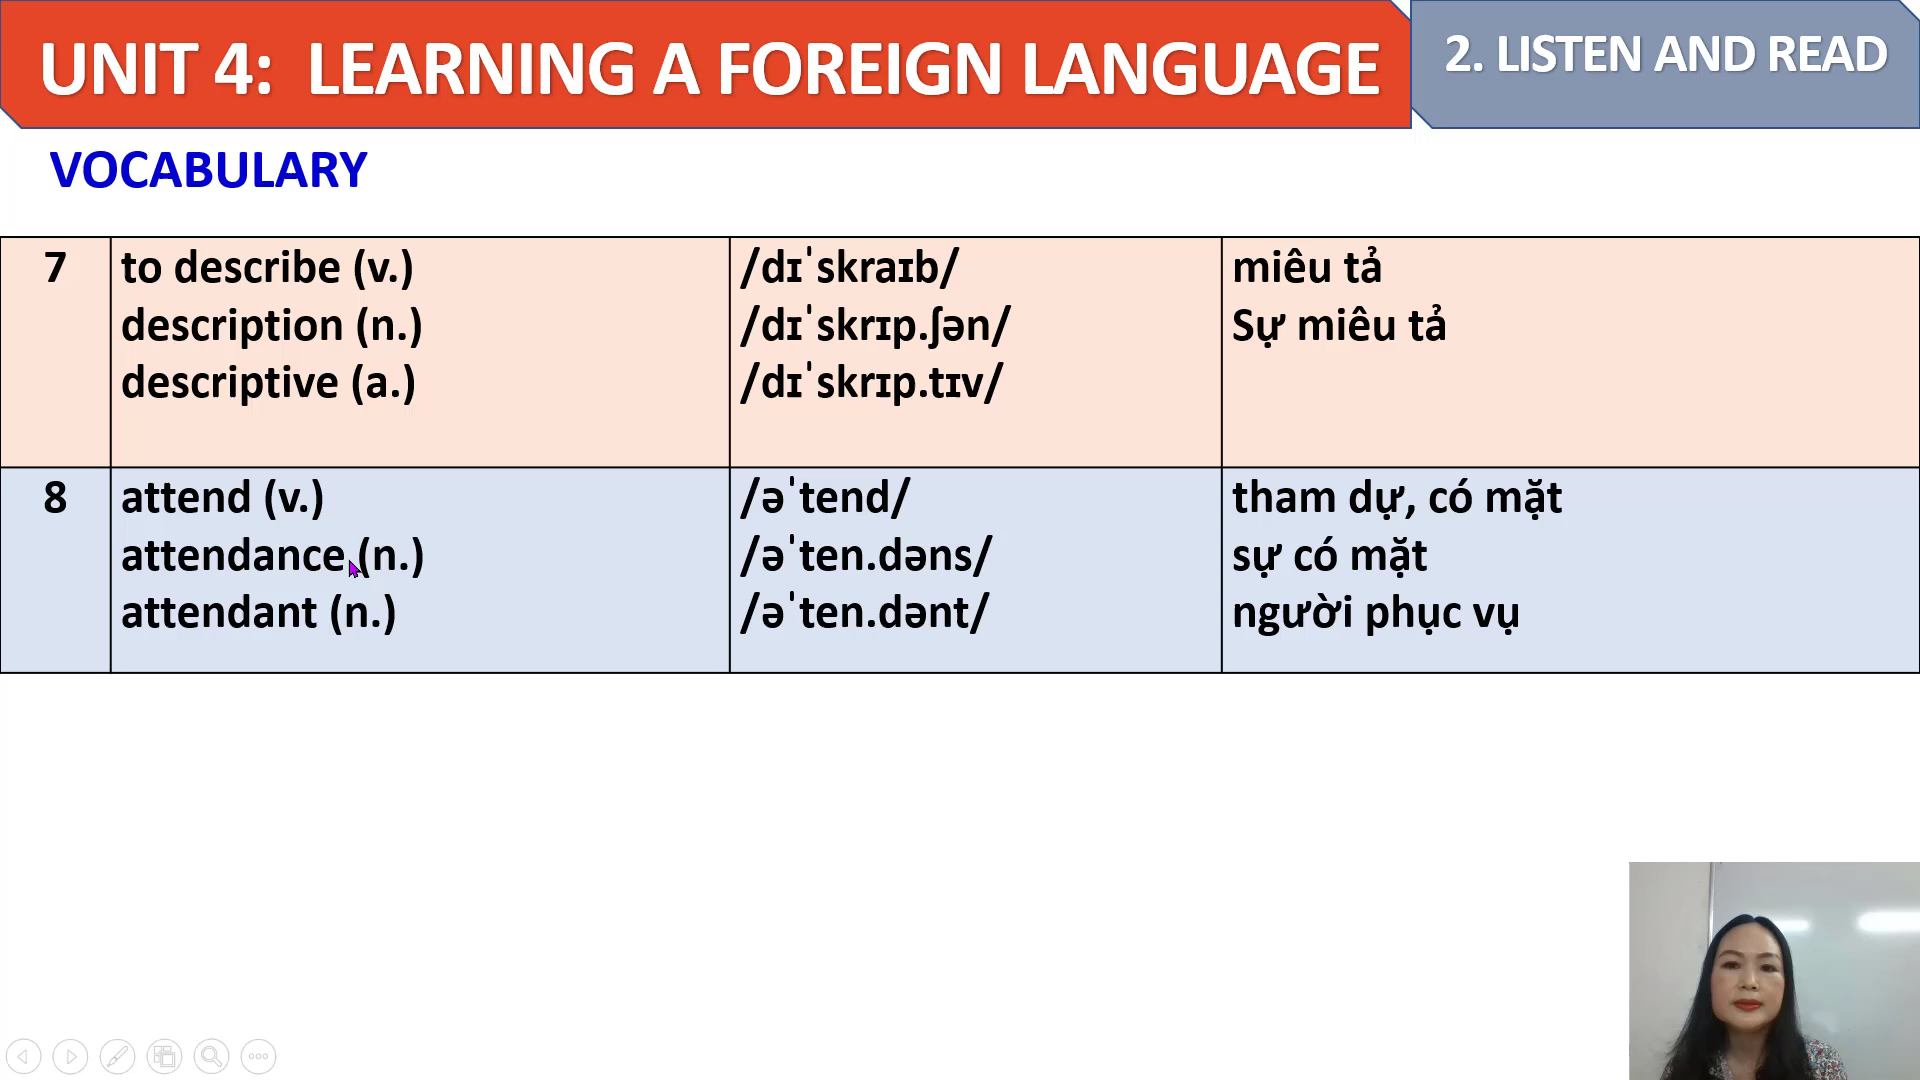 UNIT 4: LEARNING A FOREIGN LANGUAGE
2. LISTEN AND READ
VOCABULARY
7
to describe (v.)
description (n.)
descriptive (a.)
/dɪˈskraɪb/
/dɪˈskrɪp.ʃən/
/dɪˈskrɪp.tɪv/
miêu tả
Sự miêu tả
8
attend (v.)
attendance (n.)
attendant (n.)
/əˈtend/
/əˈten.dəns/
/əˈten.dənt/
tham dự, có mặt
sự có mặt
người phục vụ